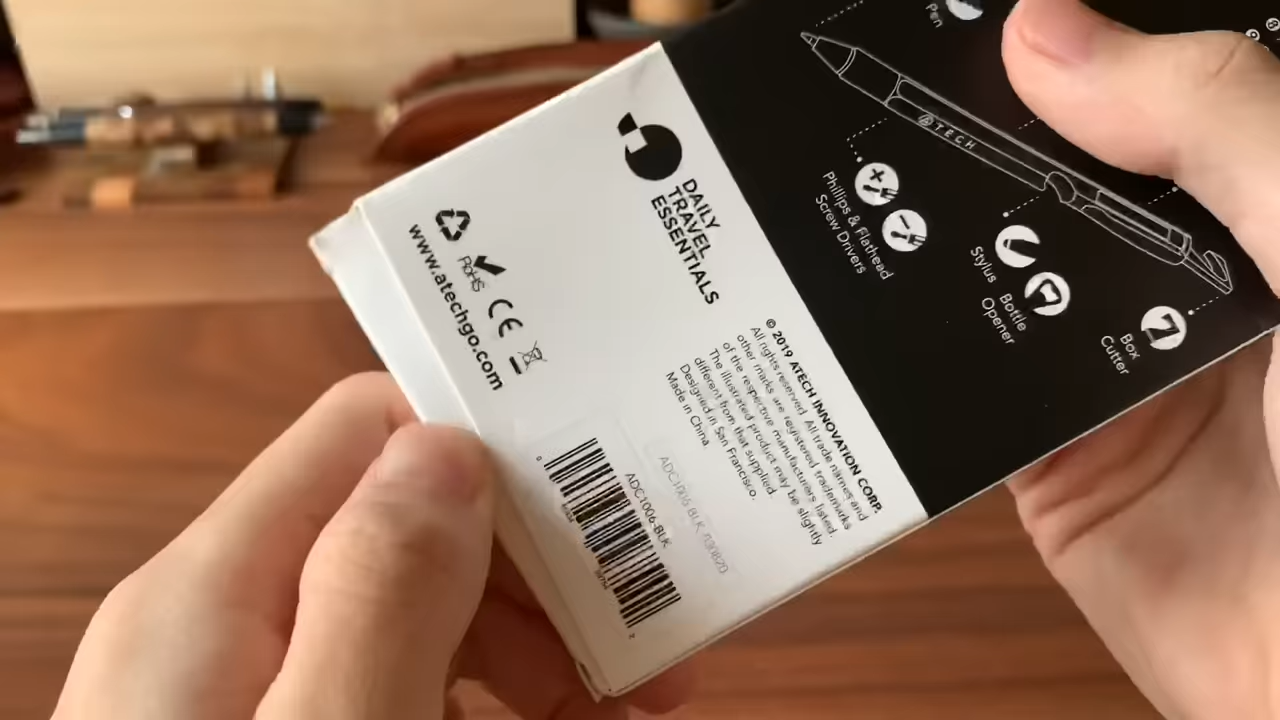 Pen
ATECH
Phillips & Flathead
Screw Drivers
Stylus
Bottle
Opener
Box
Cutter
DAILY
TRAVEL
ESSENTIALS
RoHS
CE
www.atechgo.com
© 2019 ATECH INNOVATION CORP.
All rights reserved. All trade names and
other marks are registered trademarks
of the respective manufacturers listed.
The illustrated product may be slightly
different from that supplied.
Designed in San Francisco.
Made in China.
ADC1006-BLK